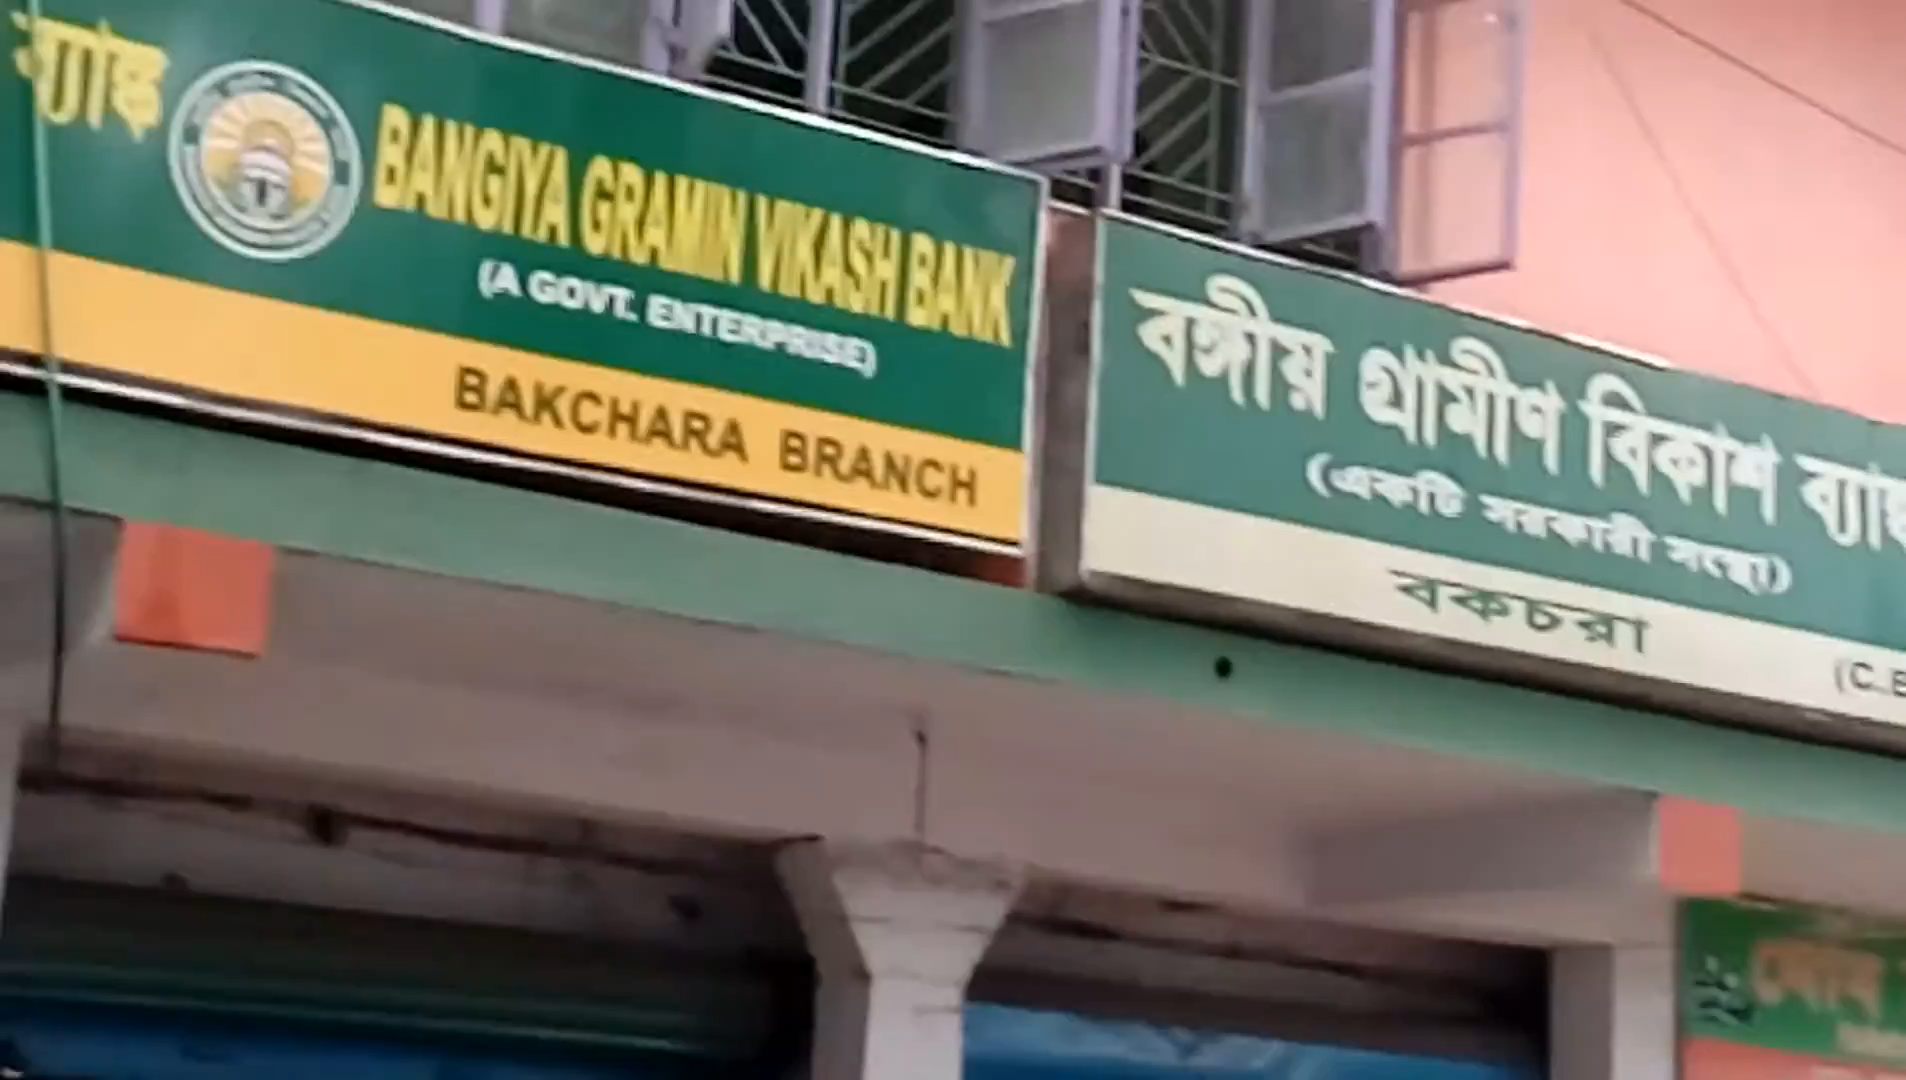 ব্যাঙ্ক
BANGIYA GRAMIN VIKASH BANK
(A GOVT. ENTERPRISE)
BAKCHARA BRANCH
বঙ্গীয় গ্রামীণ বিকাশ ব্যাঙ্ক
(একটি সরকারী সংস্থা)
বকচরা
(C.B